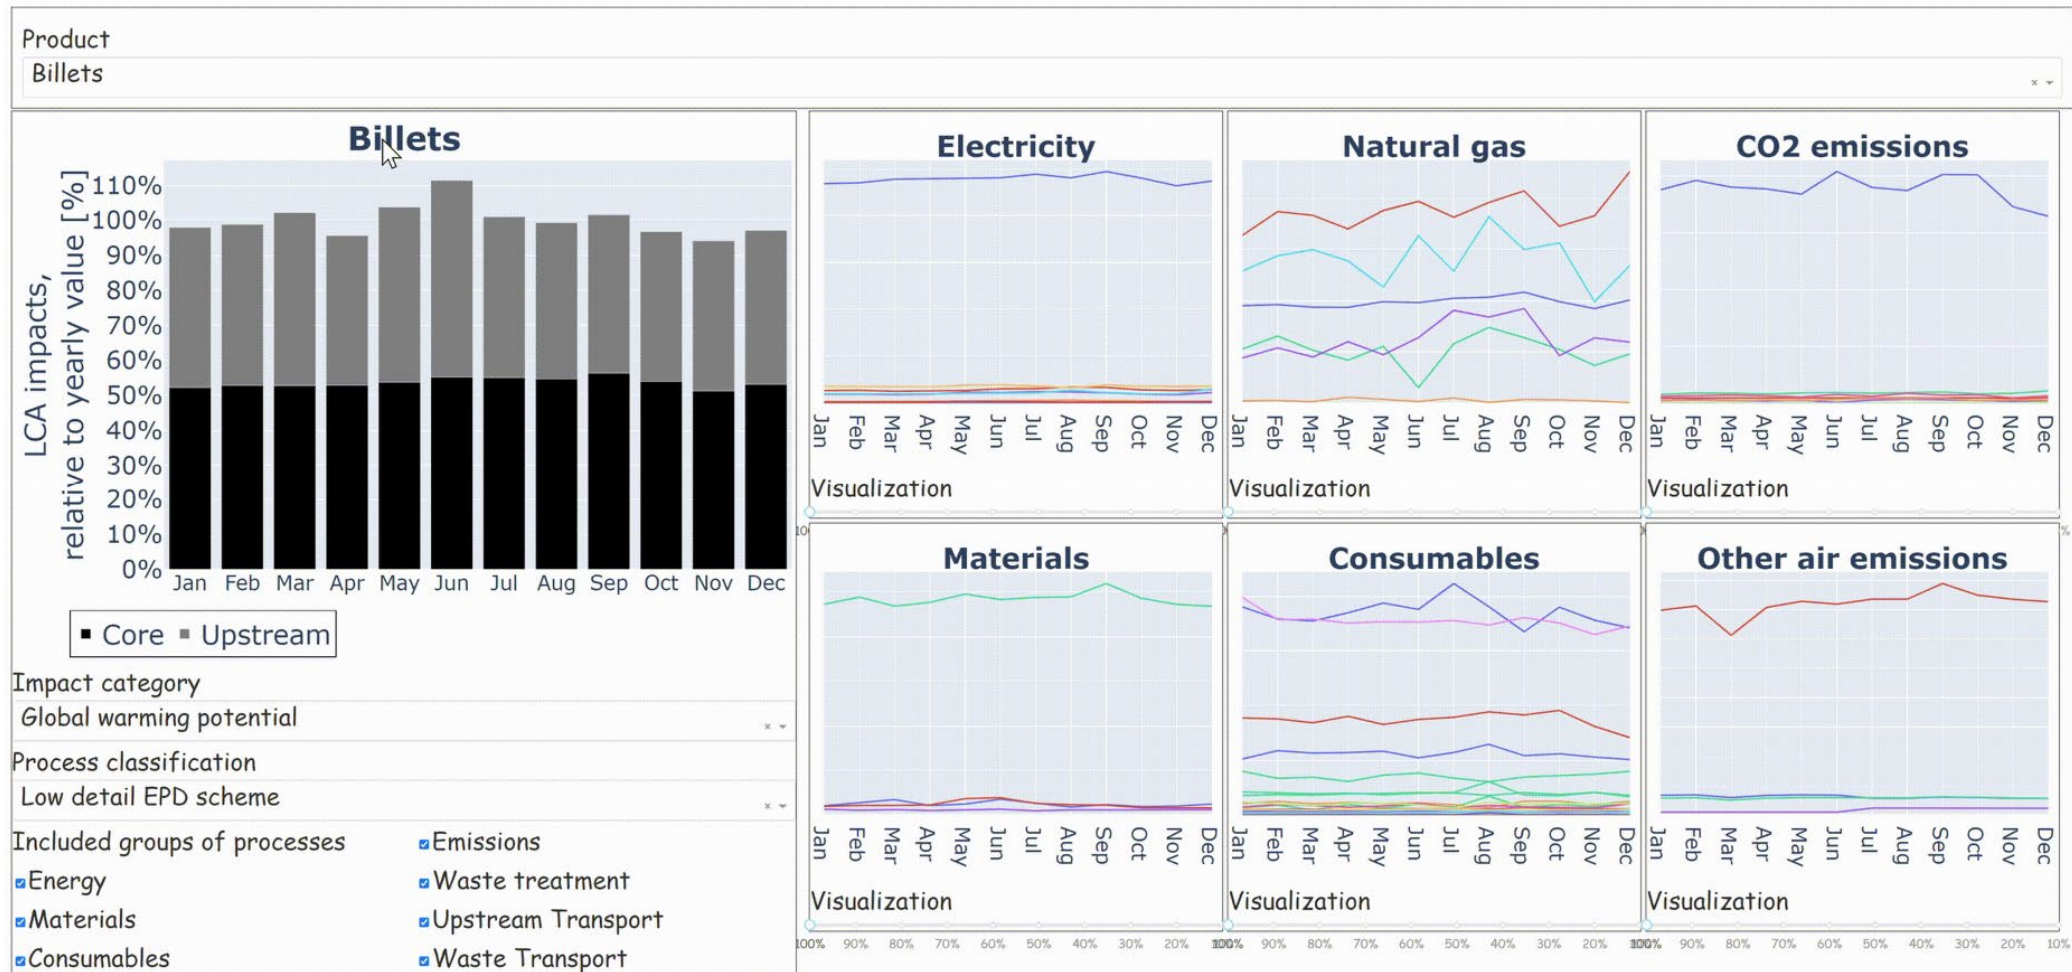 Product
Billets
Billets
LCA impacts,
relative to yearly value [%]
110%
100%
90%
80%
70%
60%
50%
40%
30%
20%
10%
0%
Jan Feb Mar Apr May Jun Jul Aug Sep Oct Nov Dec
Core Upstream
Impact category
Global warming potential
Process classification
Low detail EPD scheme
Included groups of processes
Energy
Materials
Consumables
Emissions
Waste treatment
Upstream Transport
Waste Transport
Electricity
Jan Feb Mar Apr May Jun Jul Aug Sep Oct Nov Dec
Visualization
Natural gas
Jan Feb Mar Apr May Jun Jul Aug Sep Oct Nov Dec
Visualization
CO2 emissions
Jan Feb Mar Apr May Jun Jul Aug Sep Oct Nov Dec
Visualization
Materials
Jan Feb Mar Apr May Jun Jul Aug Sep Oct Nov Dec
Visualization
100% 90% 80% 70% 60% 50% 40% 30% 20%
Consumables
Jan Feb Mar Apr May Jun Jul Aug Sep Oct Nov Dec
Visualization
90% 80% 70% 60% 50% 40% 30% 20%
Other air emissions
Jan Feb Mar Apr May Jun Jul Aug Sep Oct Nov Dec
Visualization
90% 80% 70% 60% 50% 40% 30% 20% 10%